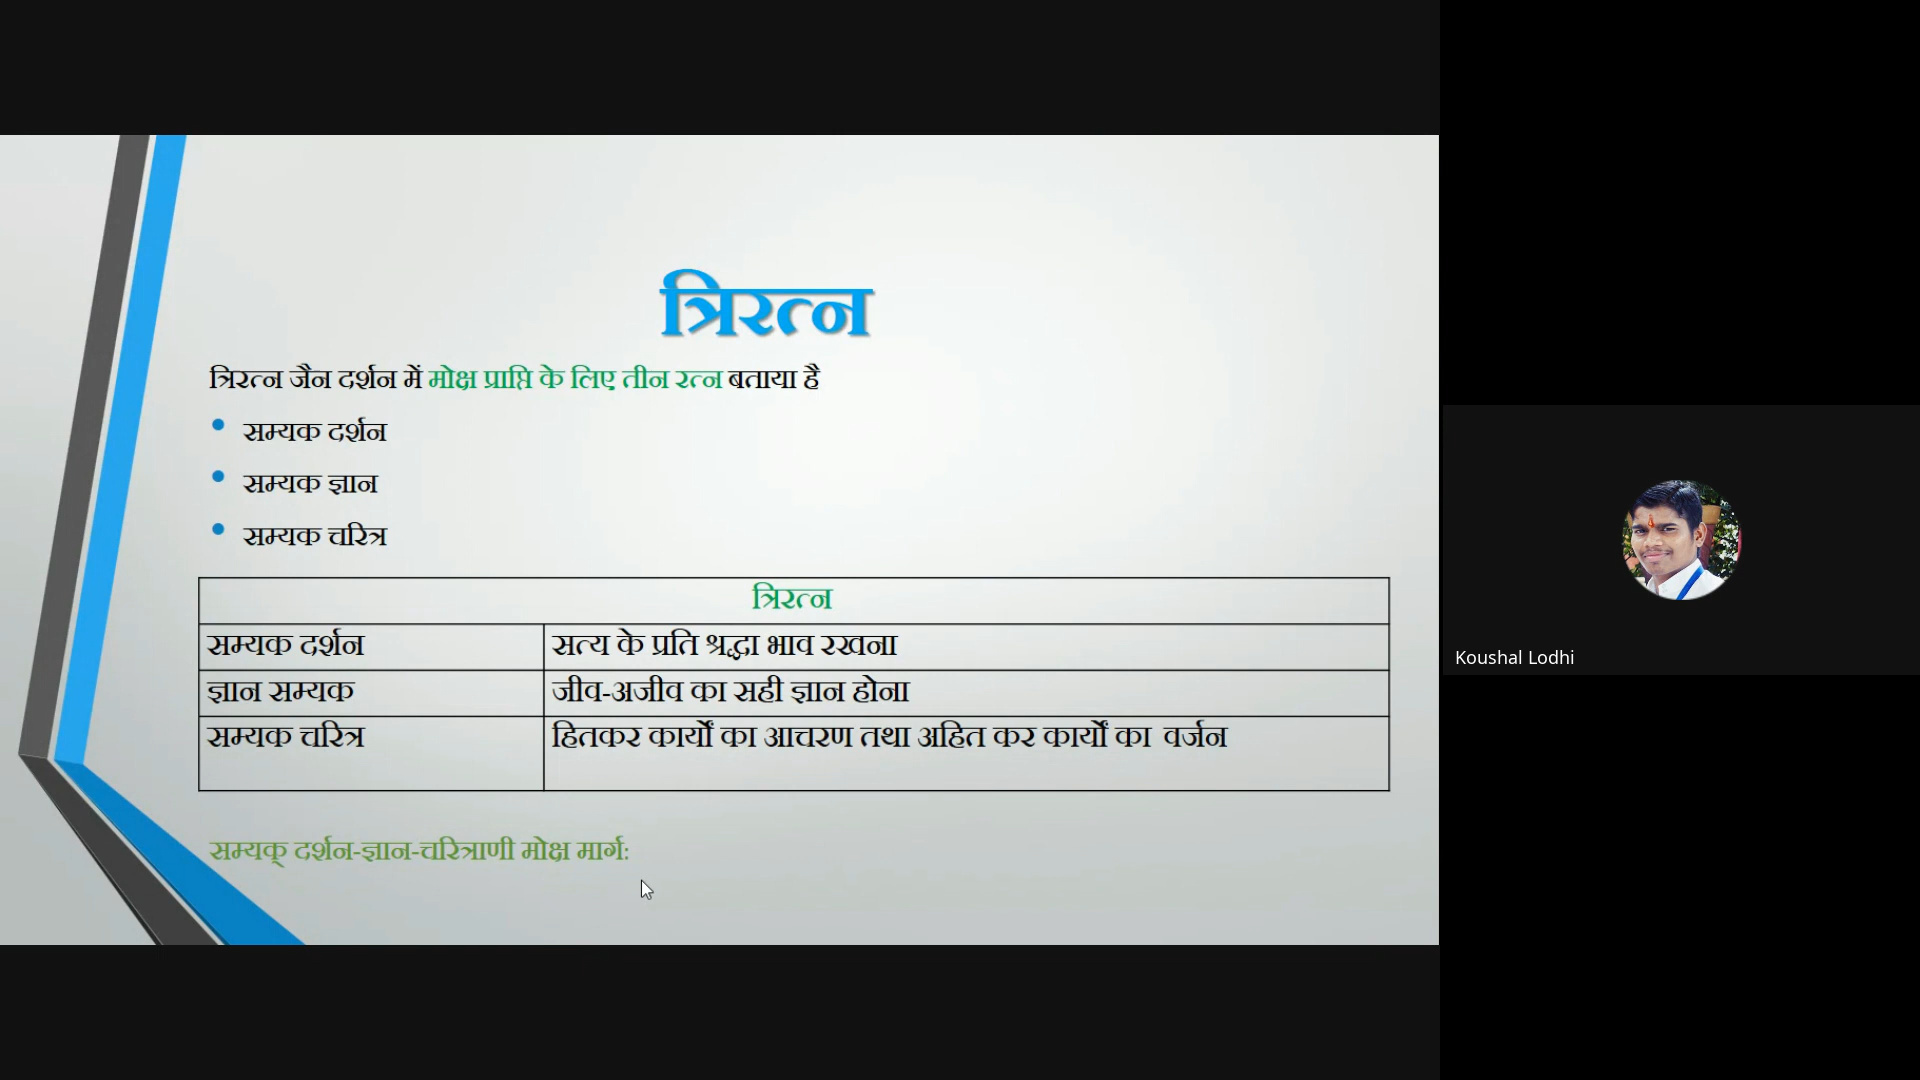 त्रिरत्न
त्रिरत्न जैन दर्शन में मोक्ष प्राप्ति के लिए तीन रत्न बताया है
• सम्यक दर्शन
• सम्यक ज्ञान
• सम्यक चरित्र
त्रिरत्न
सम्यक दर्शन सत्य के प्रति श्रद्धा भाव रखना
ज्ञान सम्यक जीव-अजीव का सही ज्ञान होना
सम्यक चरित्र हितकर कार्यों का आचरण तथा अहित कर कार्यों का वर्जन
सम्यक् दर्शन-ज्ञान-चरित्राणी मोक्ष मार्ग:
Koushal Lodhi